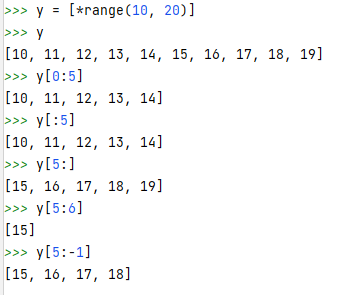 >>> y = [*range(10, 20)]
>>> y
[10, 11, 12, 13, 14, 15, 16, 17, 18, 19]
>>> y[0:5]
[10, 11, 12, 13, 14]
>>> y[:5]
[10, 11, 12, 13, 14]
>>> y[5:]
[15, 16, 17, 18, 19]
>>> y[5:6]
[15]
>>> y[5:-1]
[15, 16, 17, 18]